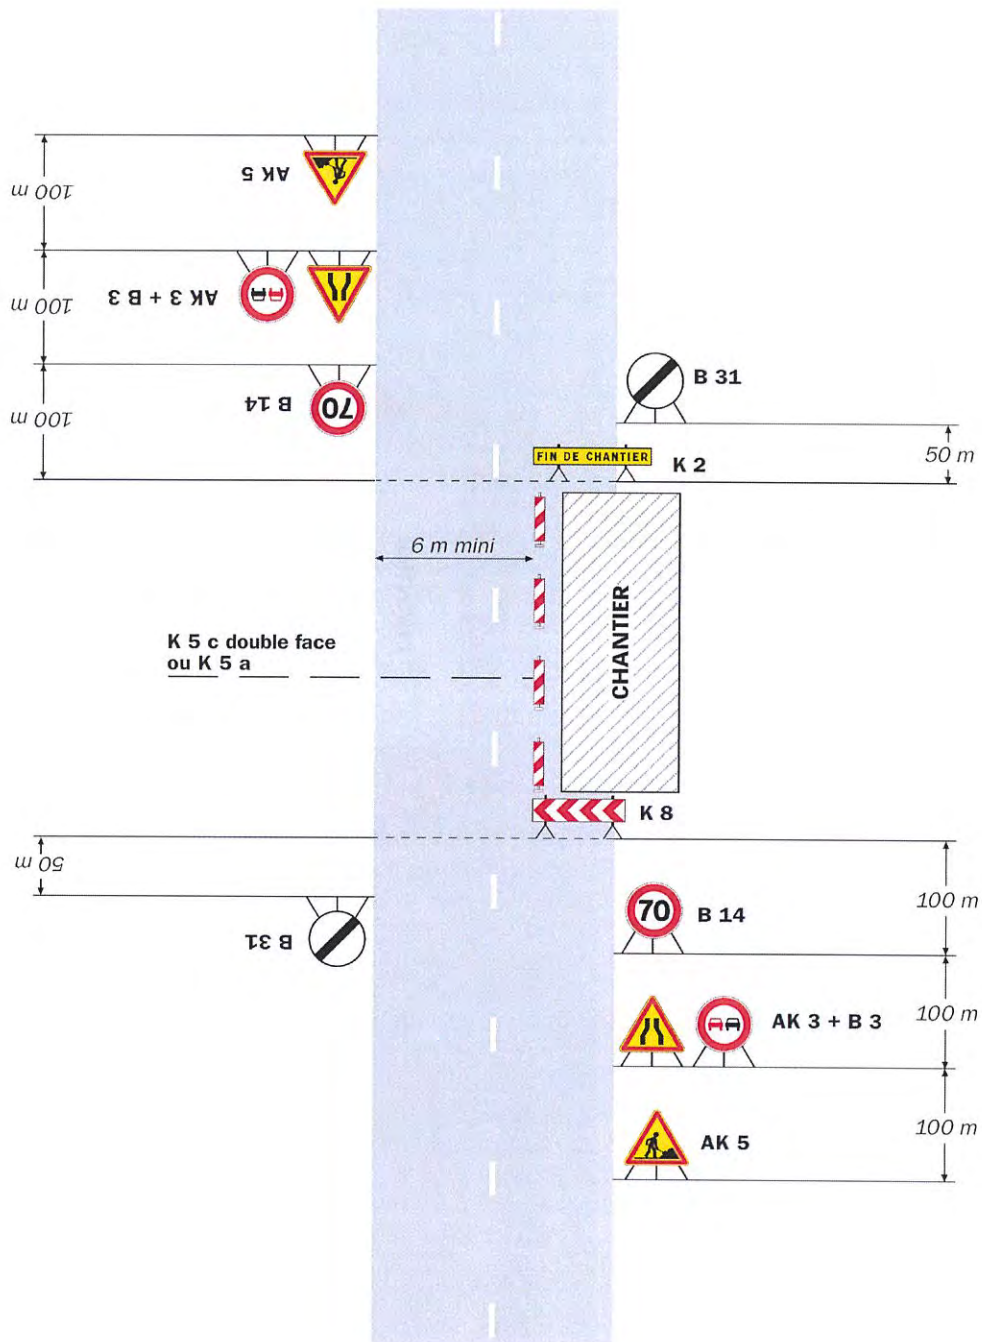 AK 5
100 m
AK 3 + B 3
100 m
70
B 14
100 m
B 31
50 m
FIN DE CHANTIER
K 2
6 m mini
CHANTIER
K 5 c double face
ou K 5 a
K 8
50 m
B 31
70
B 14
100 m
AK 3 + B 3
100 m
AK 5
100 m